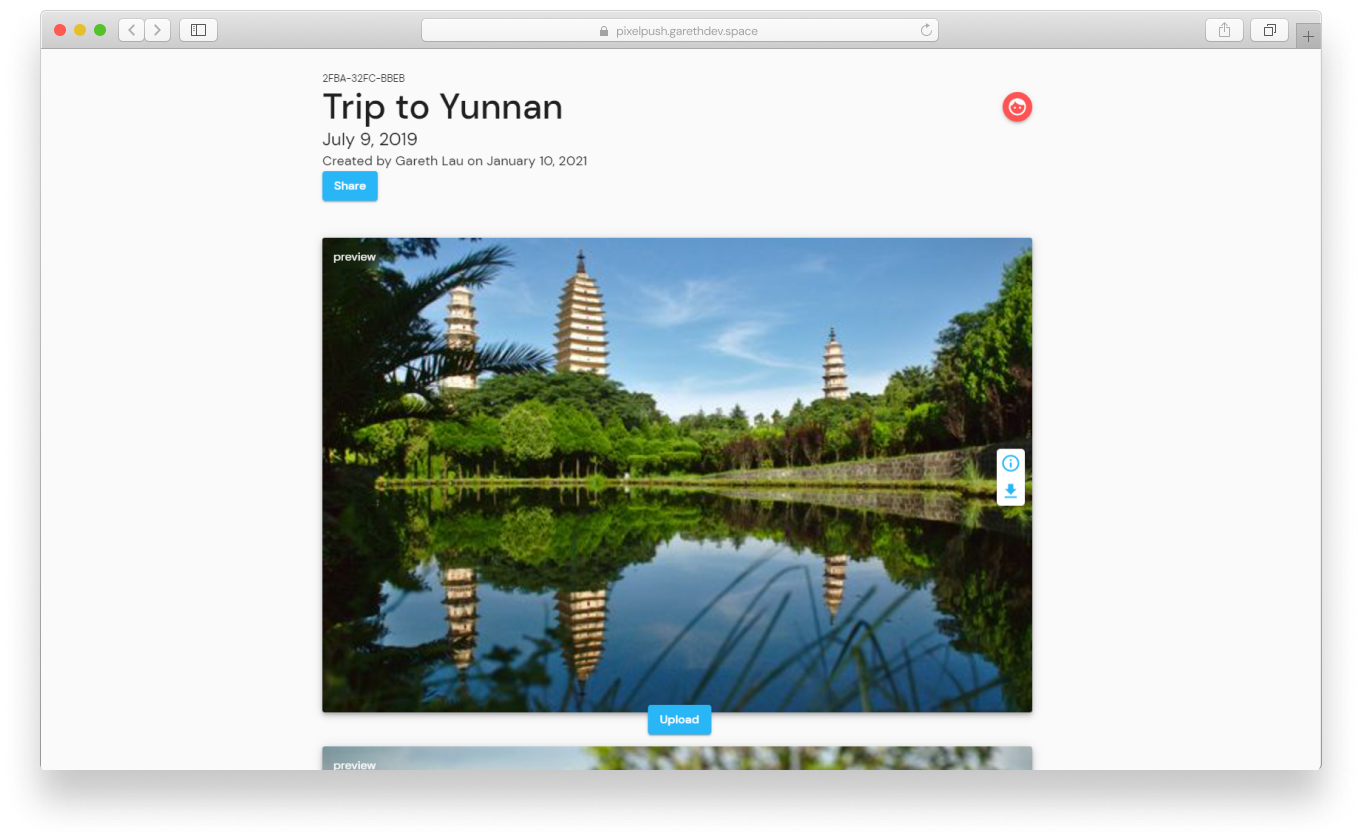 pixelpush.garethdev.space
2FBA-32FC-BBEB
Trip to Yunnan
July 9, 2019
Created by Gareth Lau on January 10, 2021
Share
preview
Upload
preview